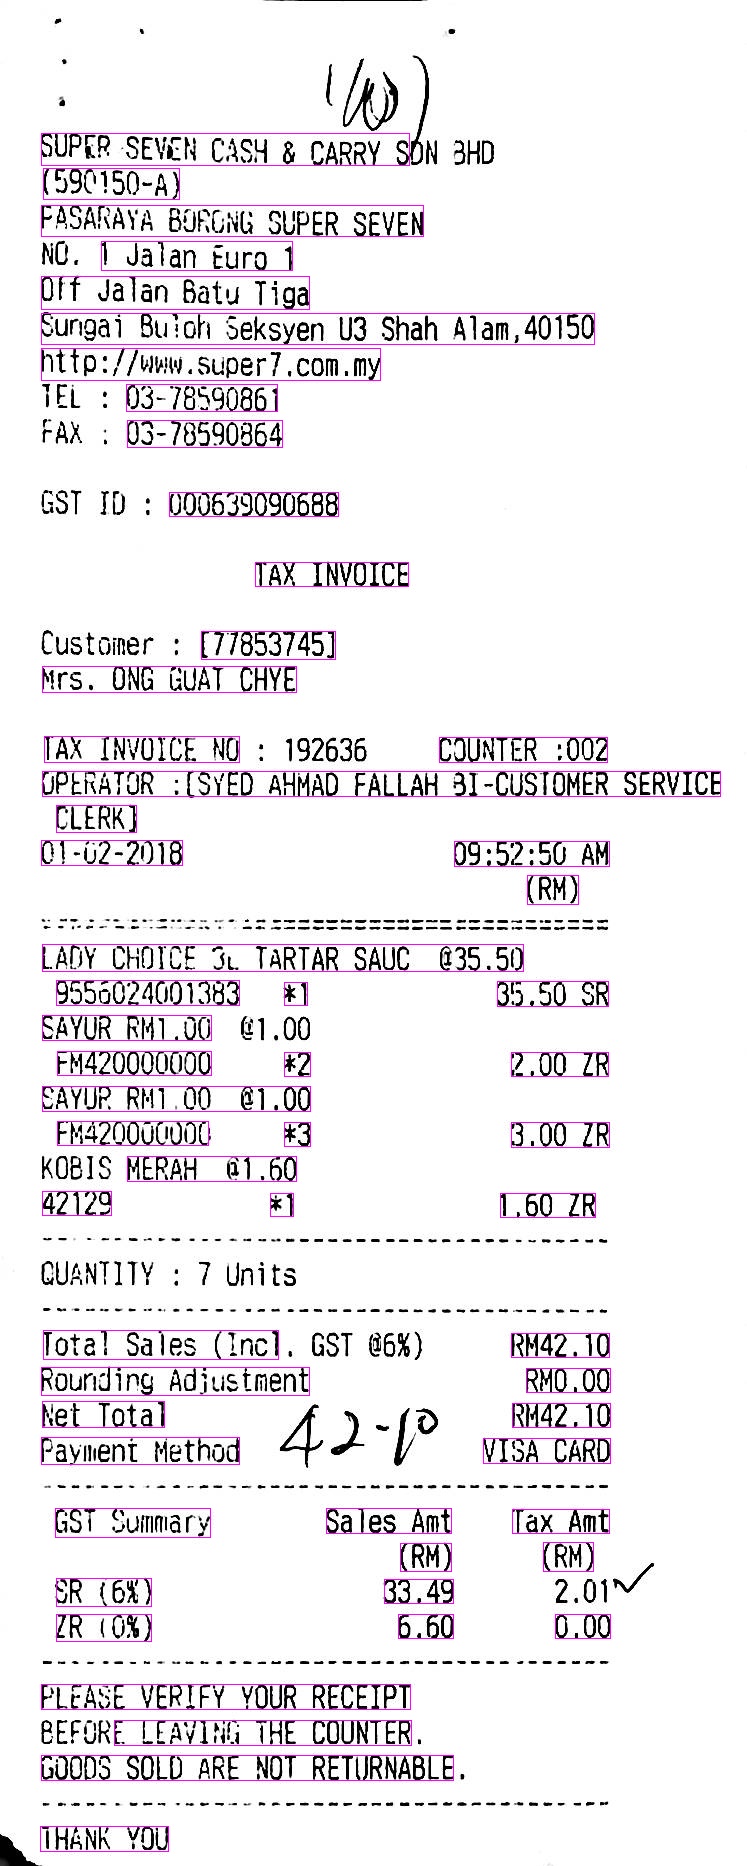 SUPER SEVEN CASH & CARRY SDN BHD
(590150-A)
PASARAYA BORONG SUPER SEVEN
NO. 1 Jalan Euro 1
Off Jalan Batu Tiga
Sungai Buloh Seksyen U3 Shah Alam,40150
http://www.super7.com.my
TEL : 03-78590861
FAX : 03-78590864
GST ID : 000639090688
TAX INVOICE
Customer : [77853745]
Mrs. ONG GUAT CHYE
TAX INVOICE NO : 192636 COUNTER :002
OPERATOR :[SYED AHMAD FALLAH BI-CUSTOMER SERVICE
CLERK]
01-02-2018 09:52:50 AM
(RM)
LADY CHOICE 3L TARTAR SAUC @35.50
9556024001383 *1 35.50 SR
SAYUR RM1.00 @1.00
FM420000000 *2 2.00 ZR
SAYUR RM1.00 @1.00
FM420000000 *3 3.00 ZR
KOBIS MERAH @1.60
42129 *1 1.60 ZR
QUANTITY : 7 Units
Total Sales (Incl. GST @6%) RM42.10
Rounding Adjustment RM0.00
Net Total RM42.10
Payment Method 42-10 VISA CARD
GST Summary Sales Amt Tax Amt
(RM) (RM)
SR (6%) 33.49 2.01
ZR (0%) 6.60 0.00
PLEASE VERIFY YOUR RECEIPT
BEFORE LEAVING THE COUNTER.
GOODS SOLD ARE NOT RETURNABLE.
THANK YOU